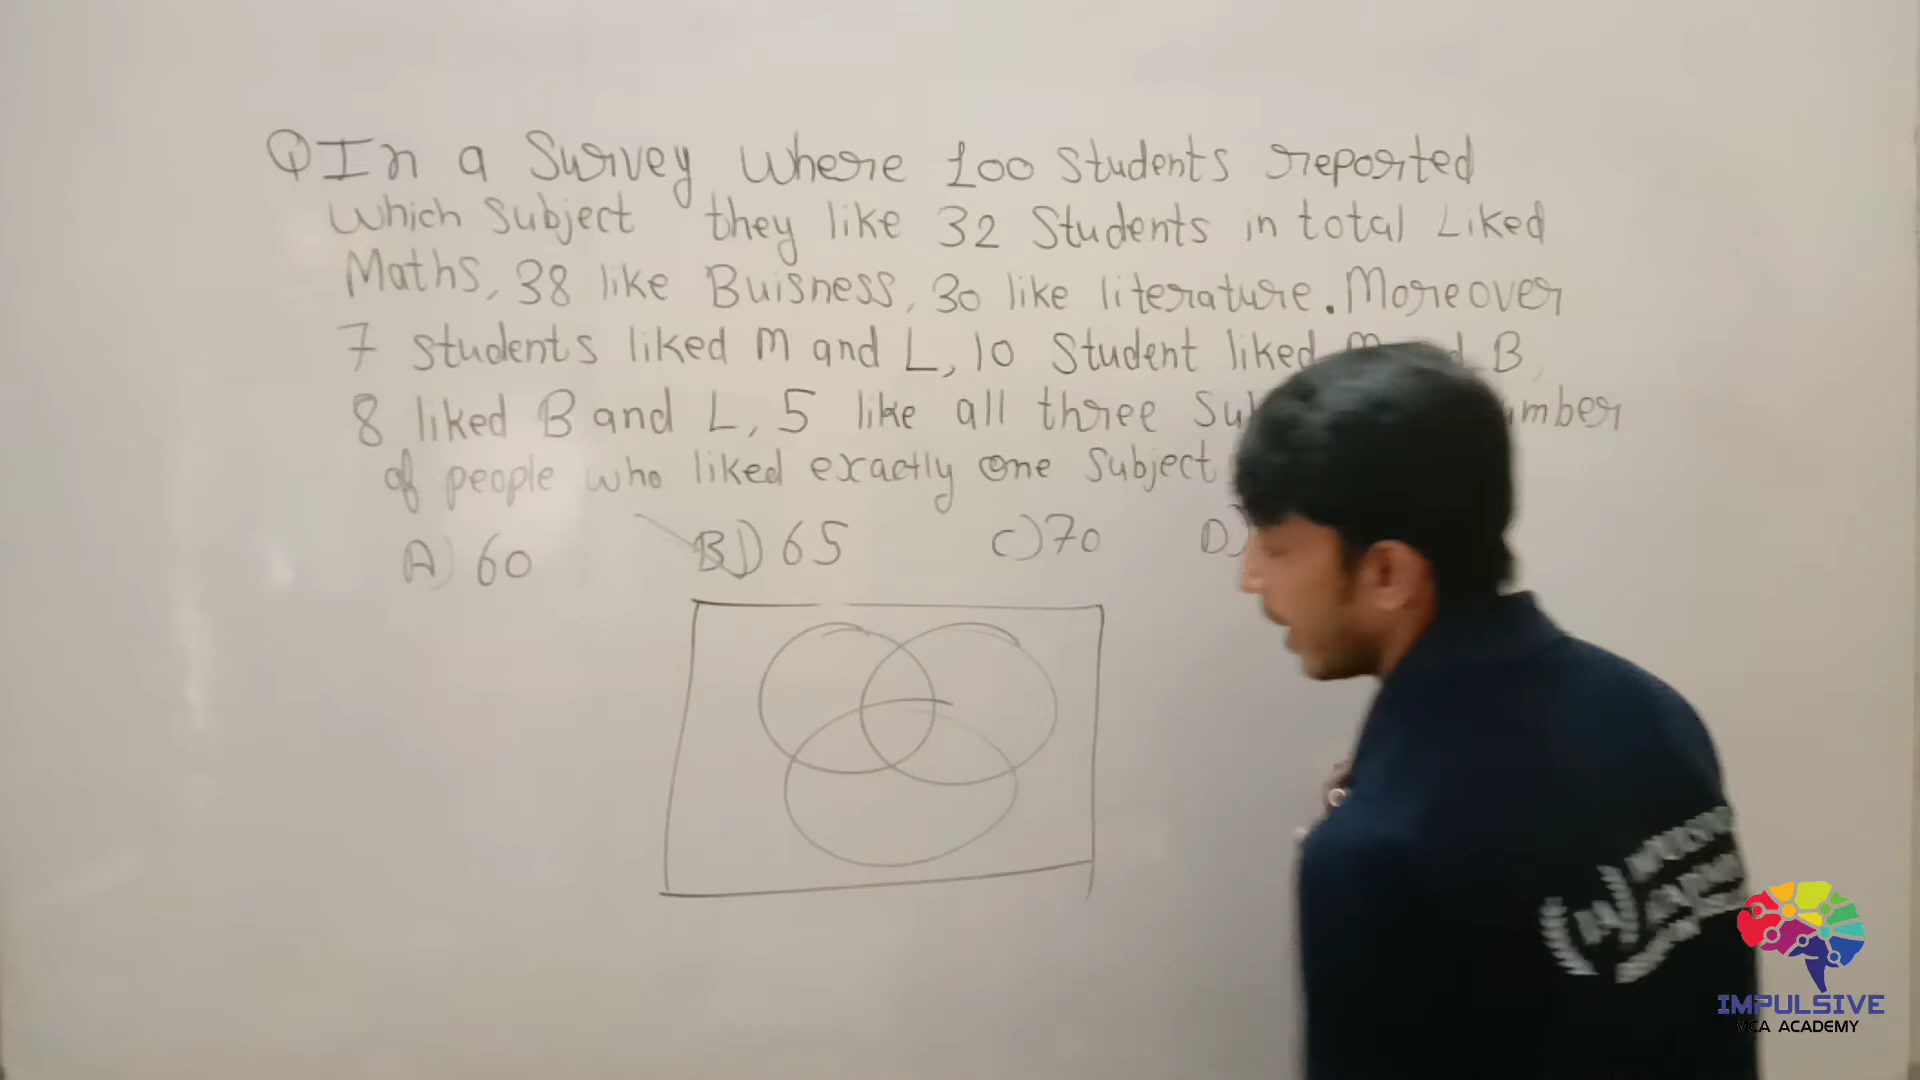 Q In a Survey Where 100 Students reported
Which Subject they like 32 Students in total Liked
Maths, 38 like Buisness, 30 like literature. Moreover
7 students liked M and L, 10 Student liked B
8 liked B and L, 5 like all three
of people who liked exactly one Subject
A) 60 B) 65 C) 70 D)
IMPULSIVE
ACADEMY